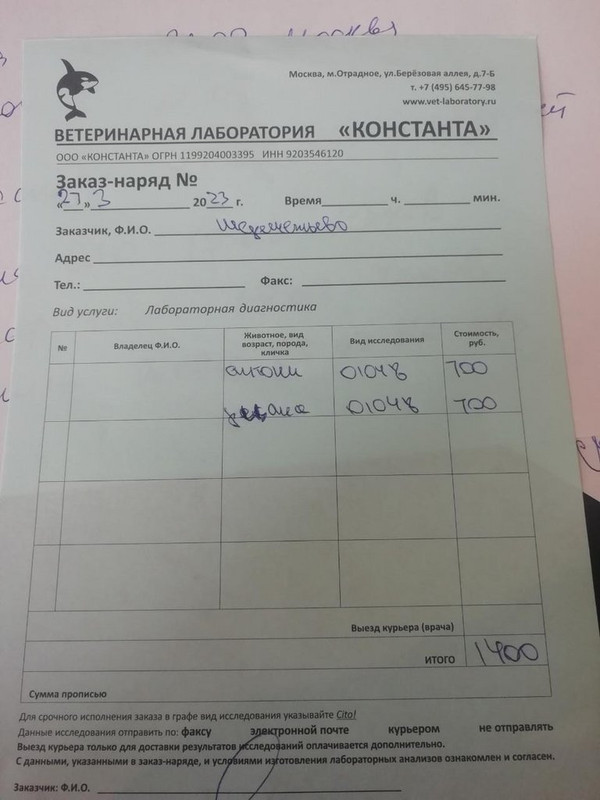 Москва, м.Отрадное, ул.Берёзовая аллея, д.7-Б
т. +7 (495) 645-77-98
www.vet-laboratory.ru
ВЕТЕРИНАРНАЯ ЛАБОРАТОРИЯ «КОНСТАНТА»
ООО «КОНСТАНТА» ОГРН 1199204003395 ИНН 9203546120
Заказ-наряд №
«27» 3 2023 г. Время ч. мин.
Заказчик, Ф.И.О. Шереметьево
Адрес
Тел.: Факс:
Вид услуги: Лабораторная диагностика
№ Владелец Ф.И.О. Животное, вид возраст, порода, кличка Вид исследования Стоимость, руб.
01048 700
01048 700
Выезд курьера (врача)
ИТОГО 1400
Сумма прописью
Для срочного исполнения заказа в графе вид исследования указывайте Cito!
Данные исследования отправить по: факсу электронной почте курьером не отправлять
Выезд курьера только для доставки результатов исследований оплачивается дополнительно.
С данными, указанными в заказ-наряде, и условиями изготовления лабораторных анализов ознакомлен и согласен.
Заказчик: Ф.И.О.